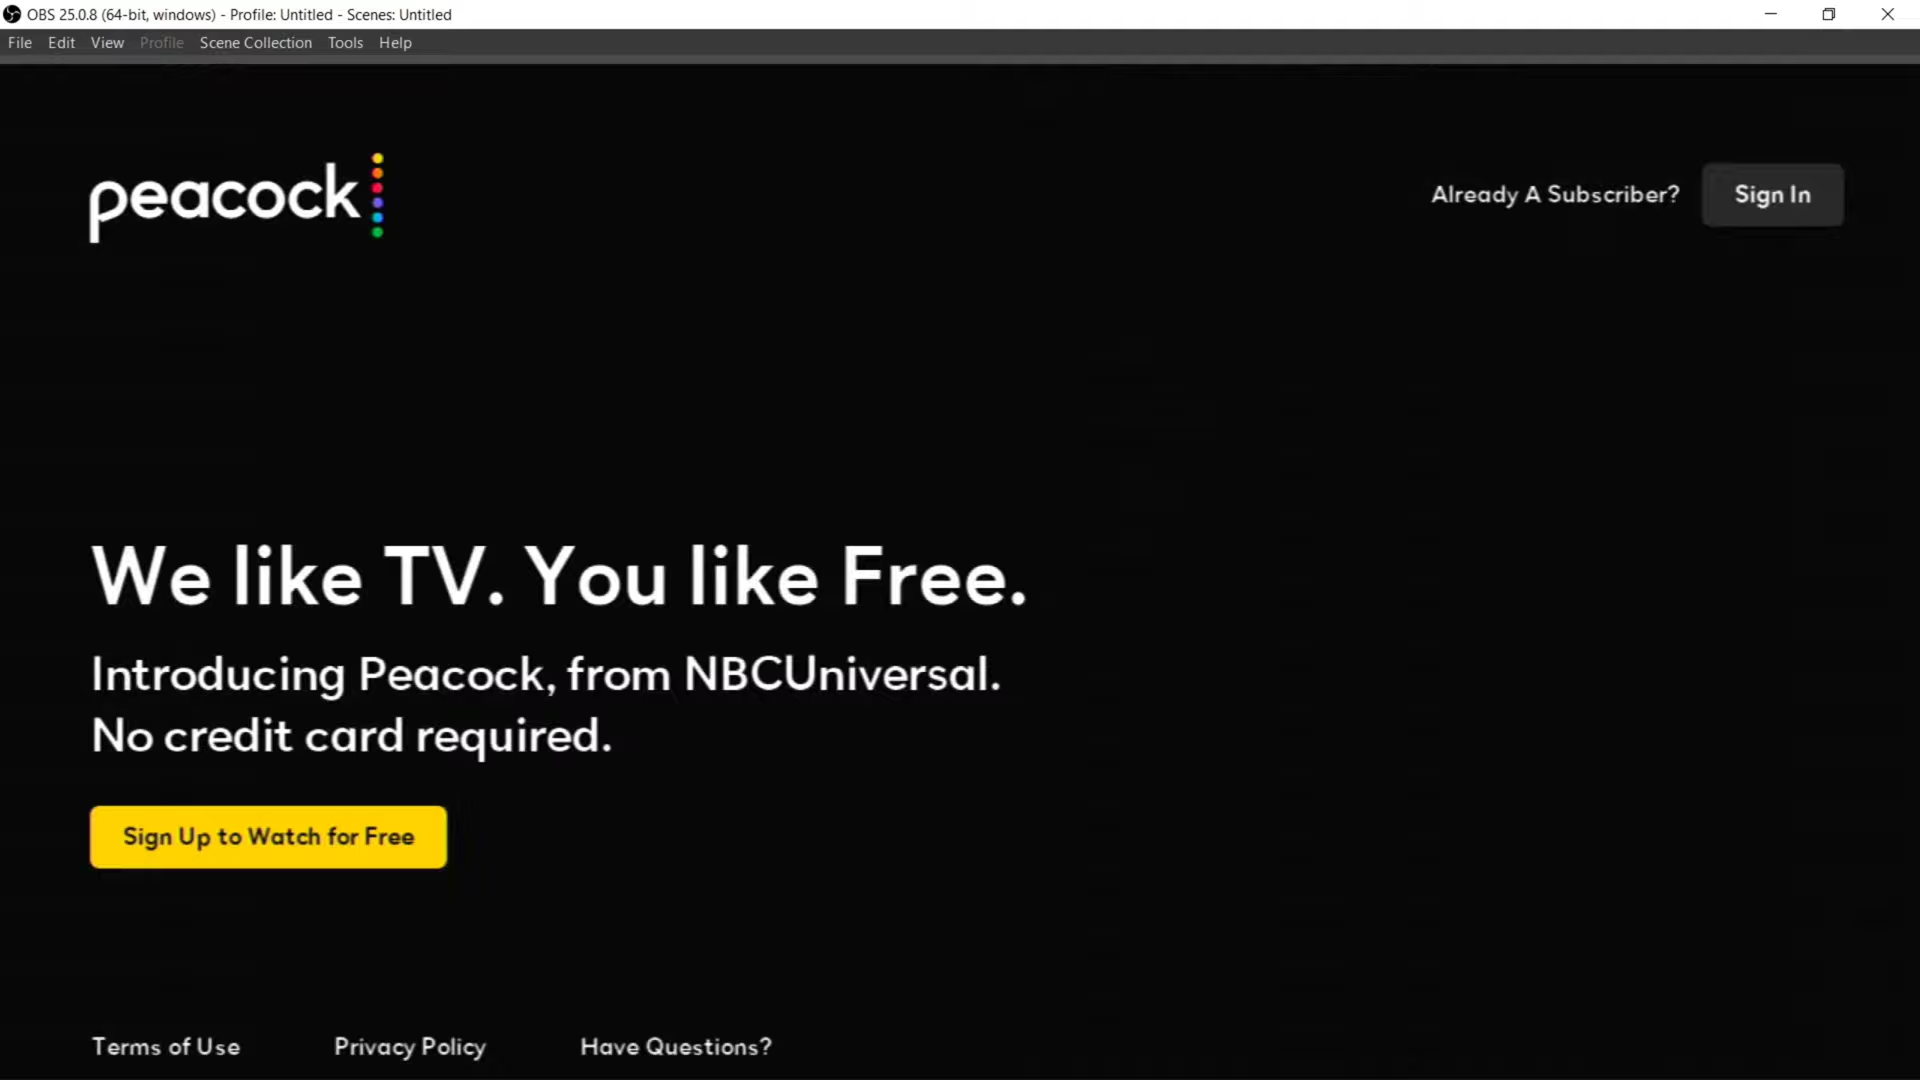 OBS 25.0.8 (64-bit, windows) - Profile: Untitled - Scenes: Untitled
File Edit View Profile Scene Collection Tools Help
peacock
Already A Subscriber? Sign In
We like TV. You like Free.
Introducing Peacock, from NBCUniversal.
No credit card required.
Sign Up to Watch for Free
Terms of Use Privacy Policy Have Questions?